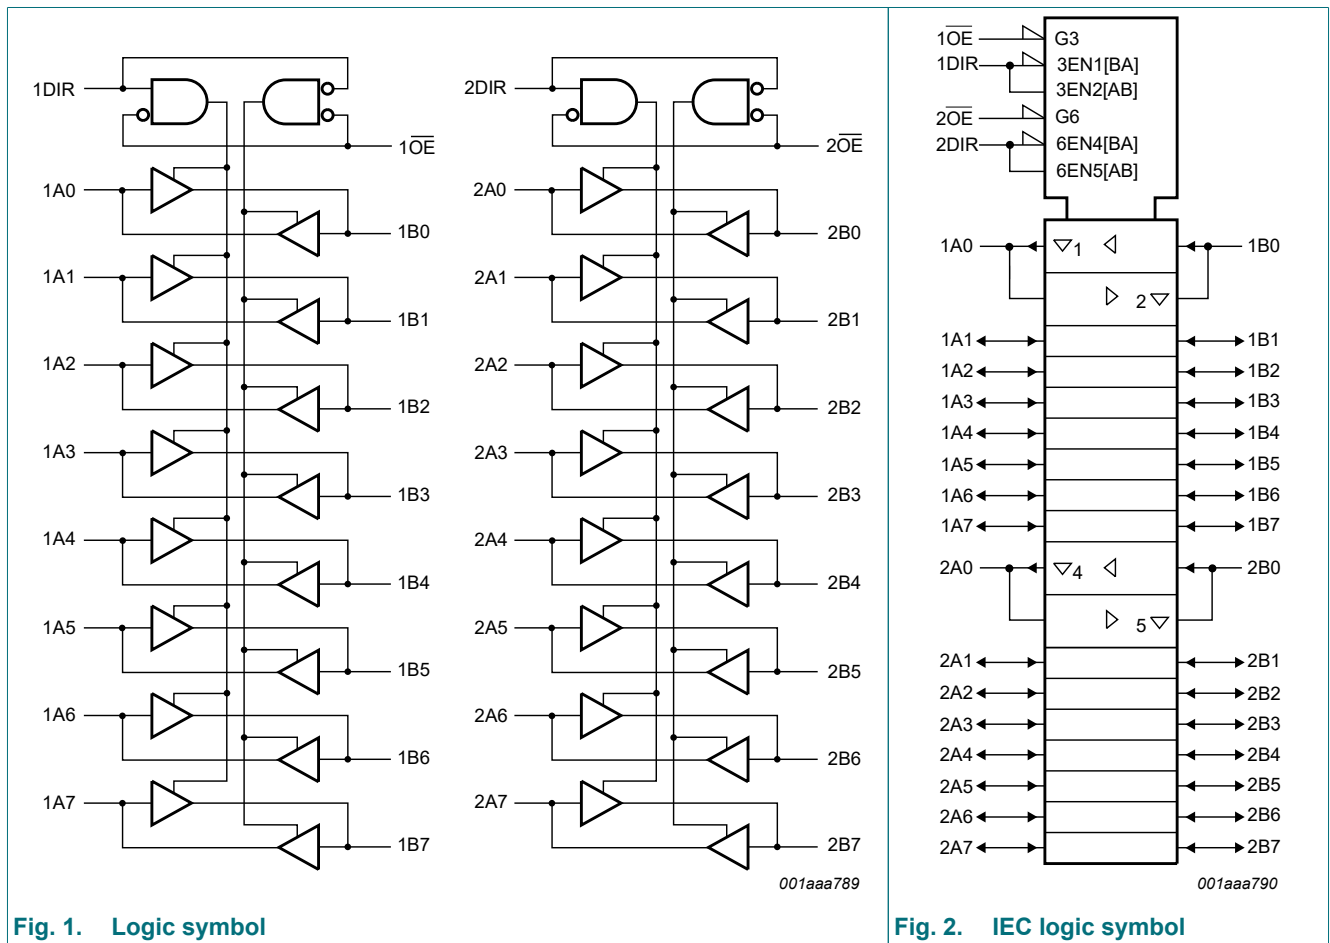 1DIR
1O̅E̅
1A0
1B0
1A1
1B1
1A2
1B2
1A3
1B3
1A4
1B4
1A5
1B5
1A6
1B6
1A7
1B7
2DIR
2O̅E̅
2A0
2B0
2A1
2B1
2A2
2B2
2A3
2B3
2A4
2B4
2A5
2B5
2A6
2B6
2A7
2B7
001aaa789
Fig. 1. Logic symbol
1O̅E̅ G3
1DIR 3EN1[BA]
3EN2[AB]
2O̅E̅ G6
2DIR 6EN4[BA]
6EN5[AB]
1A0 1 1B0
2
1A1 1B1
1A2 1B2
1A3 1B3
1A4 1B4
1A5 1B5
1A6 1B6
1A7 1B7
2A0 4 2B0
5
2A1 2B1
2A2 2B2
2A3 2B3
2A4 2B4
2A5 2B5
2A6 2B6
2A7 2B7
001aaa790
Fig. 2. IEC logic symbol